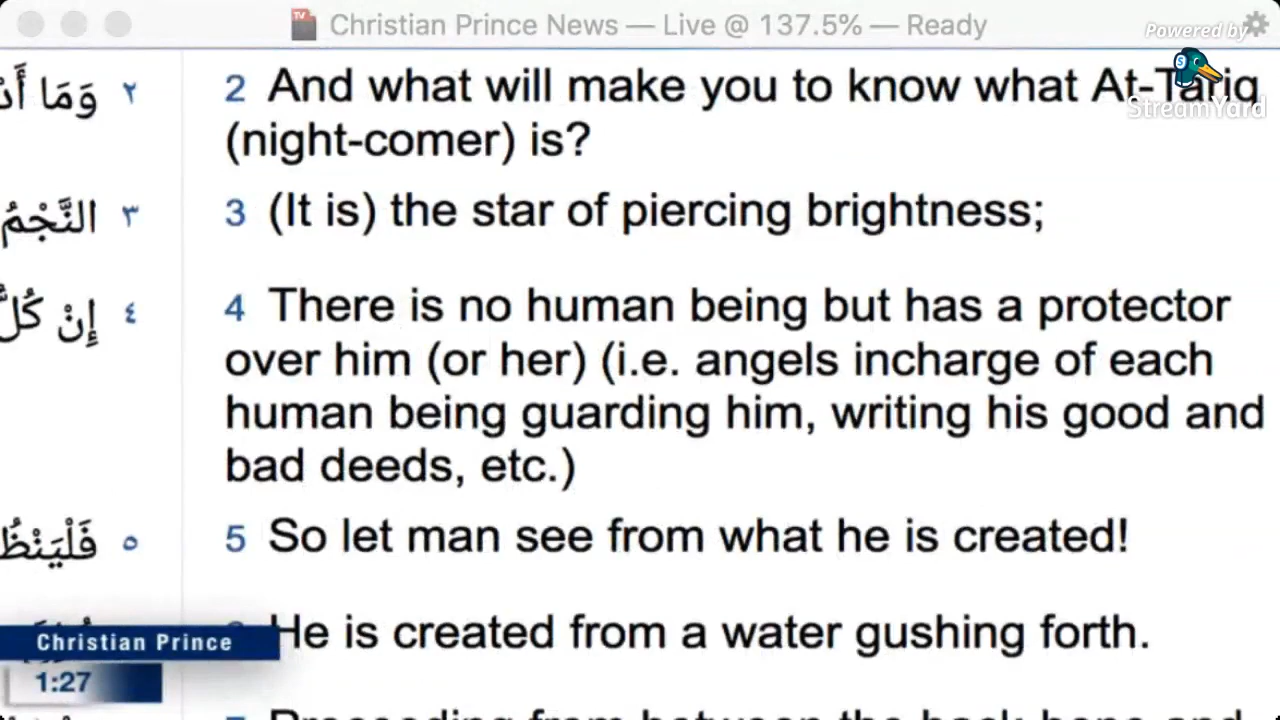 Christian Prince News — Live @ 137.5% — Ready
Powered by
StreamYard
٢ وَمَا
2 And what will make you to know what At-Tariq
(night-comer) is?
٣ النَّجْمُ
3 (It is) the star of piercing brightness;
٤ إِنْ
4 There is no human being but has a protector
over him (or her) (i.e. angels incharge of each
human being guarding him, writing his good and
bad deeds, etc.)
٥
5 So let man see from what he is created!
He is created from a water gushing forth.
Christian Prince
1:27